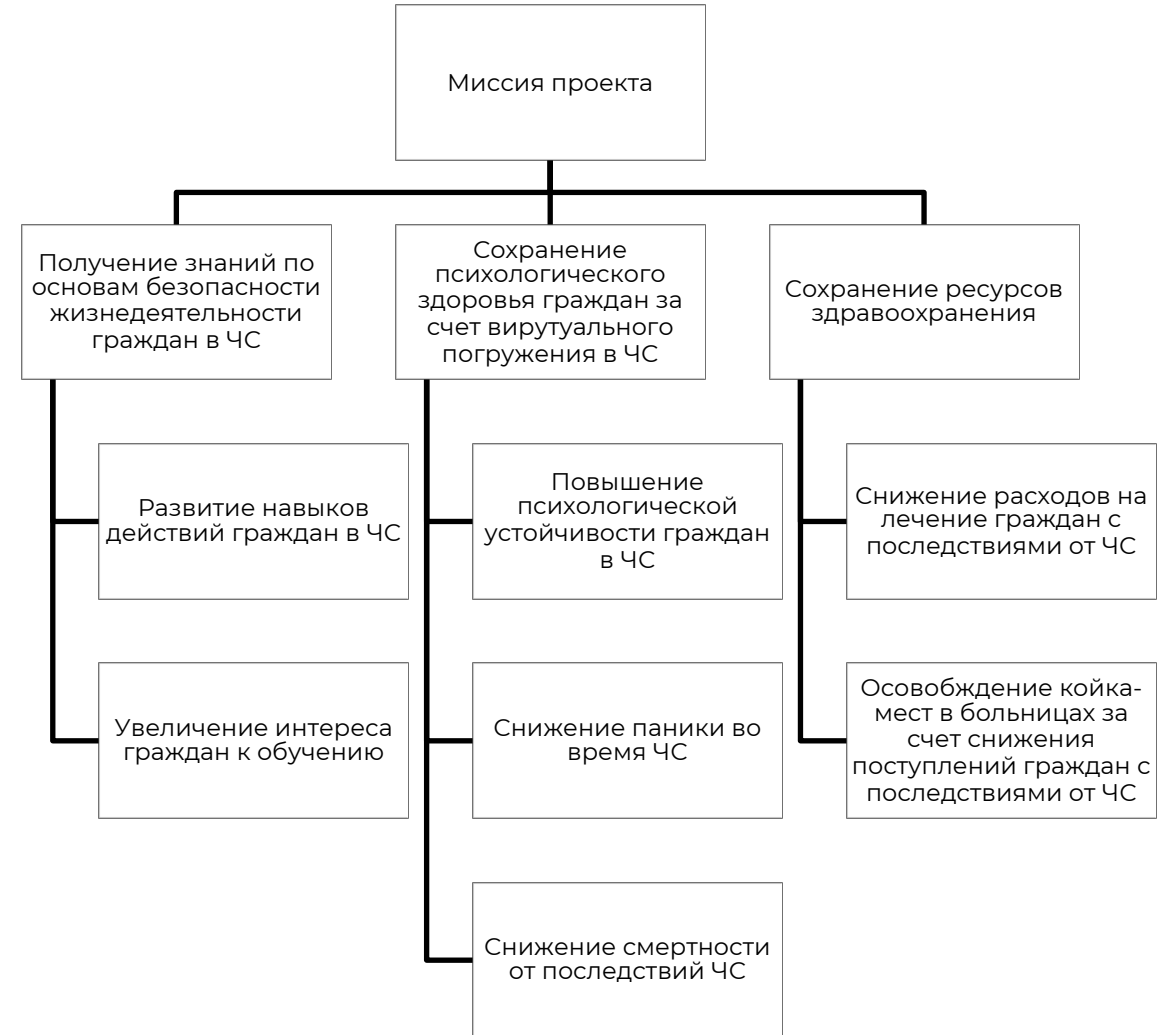 Миссия проекта
Получение знаний по
основам безопасности
жизнедеятельности
граждан в ЧС
Сохранение
психологического
здоровья граждан за
счет вирутуального
погружения в ЧС
Сохранение ресурсов
здравоохранения
Развитие навыков
действий граждан в ЧС
Повышение
психологической
устойчивости граждан
в ЧС
Снижение расходов на
лечение граждан с
последствиями от ЧС
Увеличение интереса
граждан к обучению
Снижение паники во
время ЧС
Осовобждение койка-
мест в больницах за
счет снижения
поступлений граждан с
последствиями от ЧС
Снижение смертности
от последствий ЧС